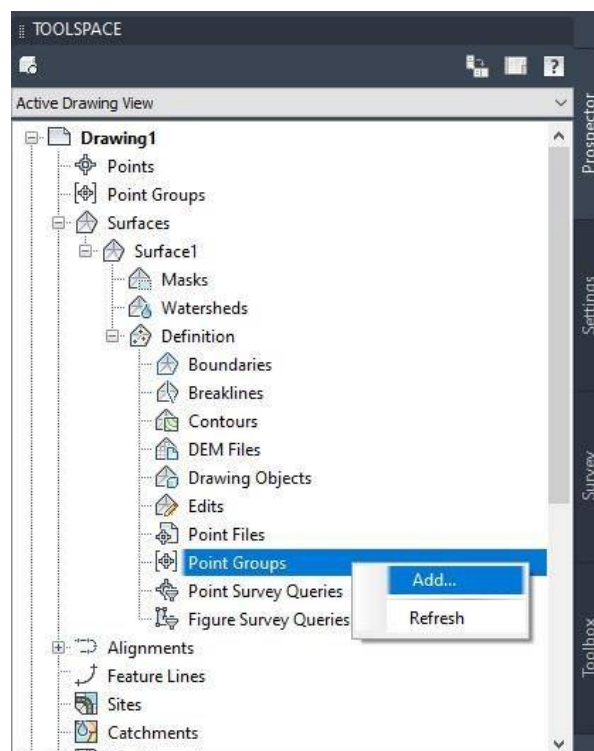 TOOLSPACE
?
Active Drawing View
Drawing1
Points
Point Groups
Surfaces
Surface1
Masks
Watersheds
Definition
Boundaries
Breaklines
Contours
DEM Files
Drawing Objects
Edits
Point Files
Point Groups
Add...
Point Survey Queries
Refresh
Figure Survey Queries
Alignments
Feature Lines
Sites
Catchments
Prospector
Settings
Survey
Toolbox